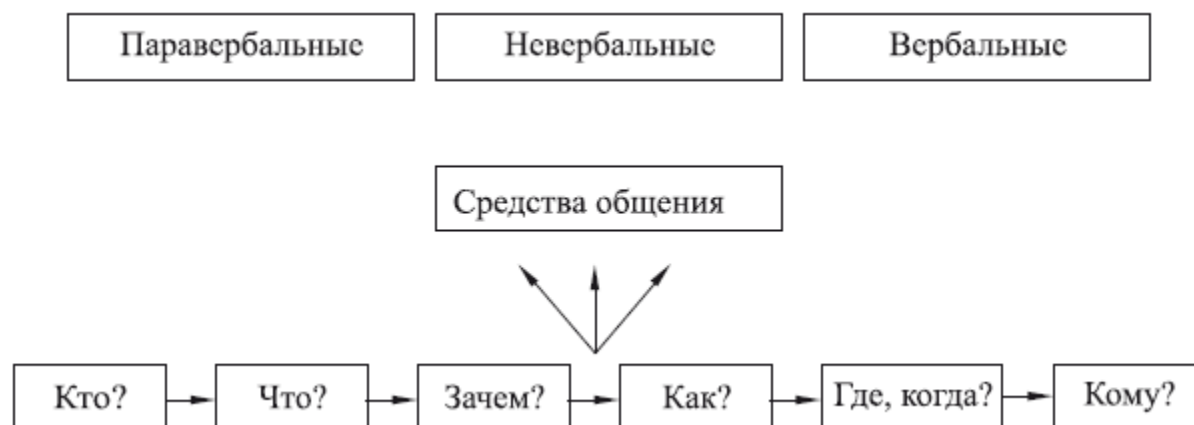 Паравербальные
Невербальные
Вербальные
Средства общения
Кто?
Что?
Зачем?
Как?
Где, когда?
Кому?